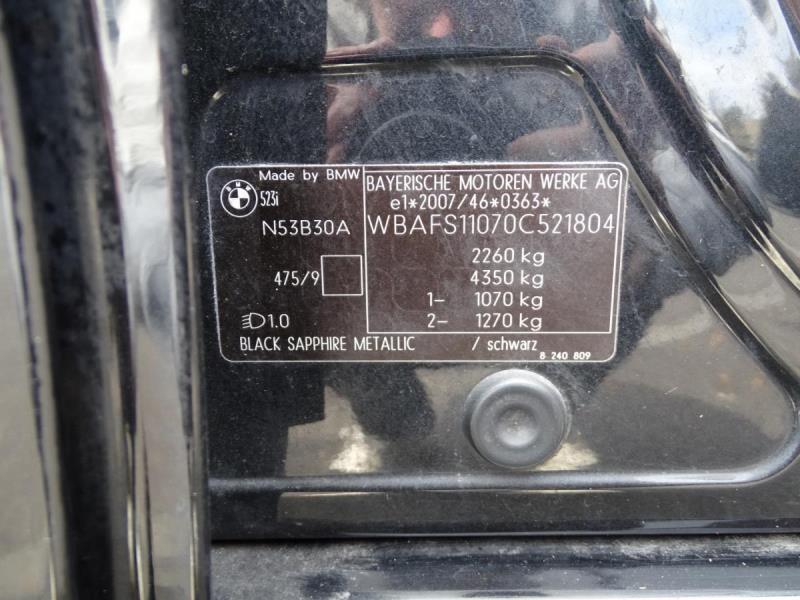 Made by BMW
BMW 523i
N53B30A
475/9
1.0
BAYERISCHE MOTOREN WERKE AG
e1*2007/46*0363*
WBAFS11070C521804
2260 kg
4350 kg
1- 1070 kg
2- 1270 kg
BLACK SAPPHIRE METALLIC / schwarz
8 240 809